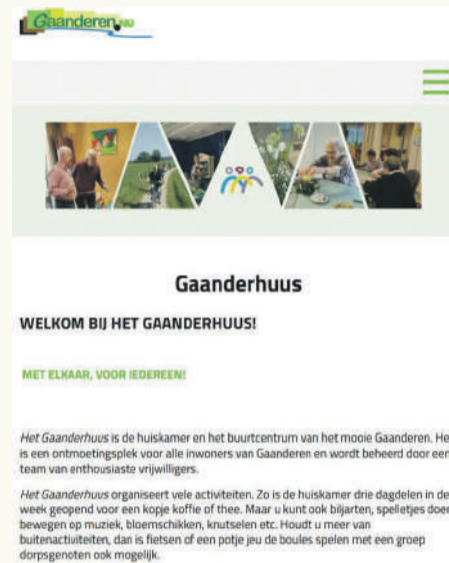 Gaanderen.NU
Gaanderhuus
WELKOM BIJ HET GAANDERHUUS!
MET ELKAAR, VOOR IEDEREEN!
Het Gaanderhuus is de huiskamer en het buurtcentrum van het mooie Gaanderen. He
is een ontmoetingsplek voor alle inwoners van Gaanderen en wordt beheerd door een
team van enthousiaste vrijwilligers.
Het Gaanderhuus organiseert vele activiteiten. Zo is de huiskamer drie dagdelen in de
week geopend voor een kopje koffie of thee. Maar u kunt ook biljarten, spelletjes doen
bewegen op muziek, bloemschikken, knutselen etc. Houdt u meer van
buitenactiviteiten, dan is fietsen of een potje jeu de boules spelen met een groep
dorpsgenoten ook mogelijk.